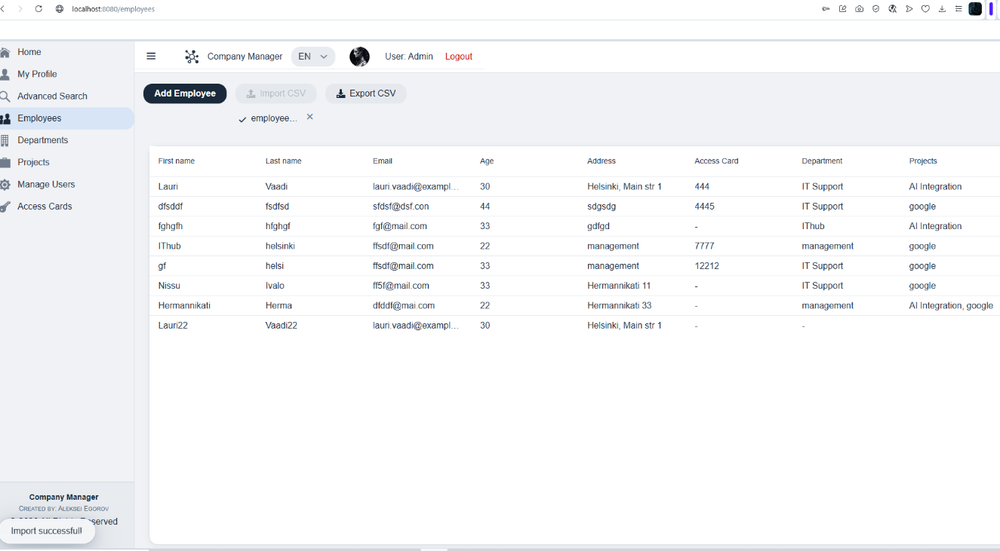 localhost:8080/employees
Home
My Profile
Advanced Search
Employees
Departments
Projects
Manage Users
Access Cards
Company Manager EN User: Admin Logout
Add Employee Import CSV Export CSV
employee...
First name Last name Email Age Address Access Card Department Projects
Lauri Vaadi lauri.vaadi@exampl... 30 Helsinki, Main str 1 444 IT Support AI Integration
dfsddf fsdfsd sfdsf@dsf.con 44 sdgsdg 4445 IT Support google
fghgfh hfghgf fgf@mail.com 33 gdfgd - IThub AI Integration
IThub helsinki ffsdf@mail.com 22 management 7777 management google
gf helsi ffsdf@mail.com 33 management 12212 IT Support google
Nissu Ivalo ff5f@mail.com 33 Hermannikati 11 - IT Support google
Hermannikati Herma dfddf@mai.com 22 Hermannikati 33 - management AI Integration, google
Lauri22 Vaadi22 lauri.vaadi@exampl... 30 Helsinki, Main str 1 - -
Company Manager
CREATED BY: ALEKSEI EGOROV
Reserved
Import successful!